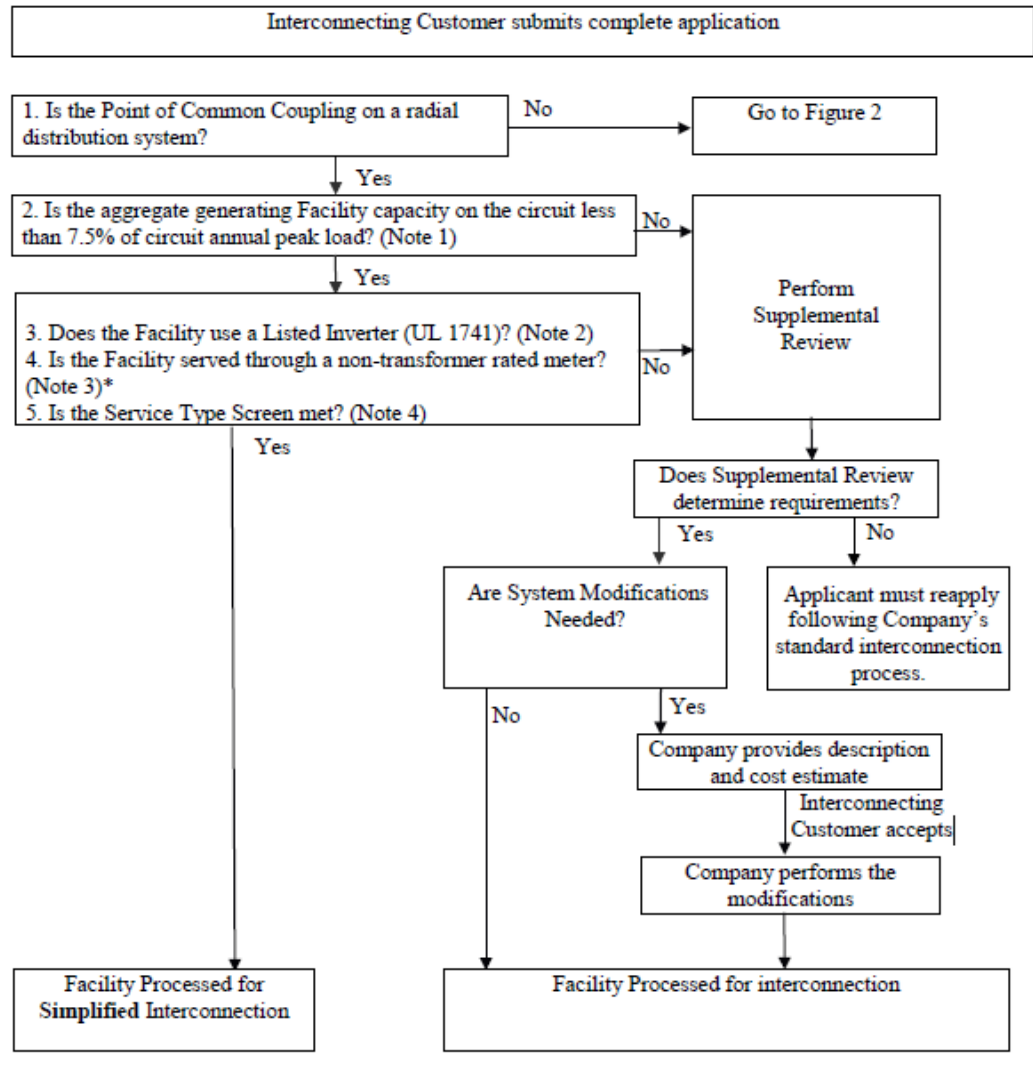 Interconnecting Customer submits complete application
1. Is the Point of Common Coupling on a radial
distribution system?
No
Go to Figure 2
Yes
2. Is the aggregate generating Facility capacity on the circuit less
than 7.5% of circuit annual peak load? (Note 1)
No
Perform
Supplemental
Review
Yes
3. Does the Facility use a Listed Inverter (UL 1741)? (Note 2)
4. Is the Facility served through a non-transformer rated meter?
(Note 3)*
5. Is the Service Type Screen met? (Note 4)
No
Yes
Does Supplemental Review
determine requirements?
Yes
No
Are System Modifications
Needed?
Applicant must reapply
following Company’s
standard interconnection
process.
No
Yes
Company provides description
and cost estimate
Interconnecting
Customer accepts
Company performs the
modifications
Facility Processed for
Simplified Interconnection
Facility Processed for interconnection